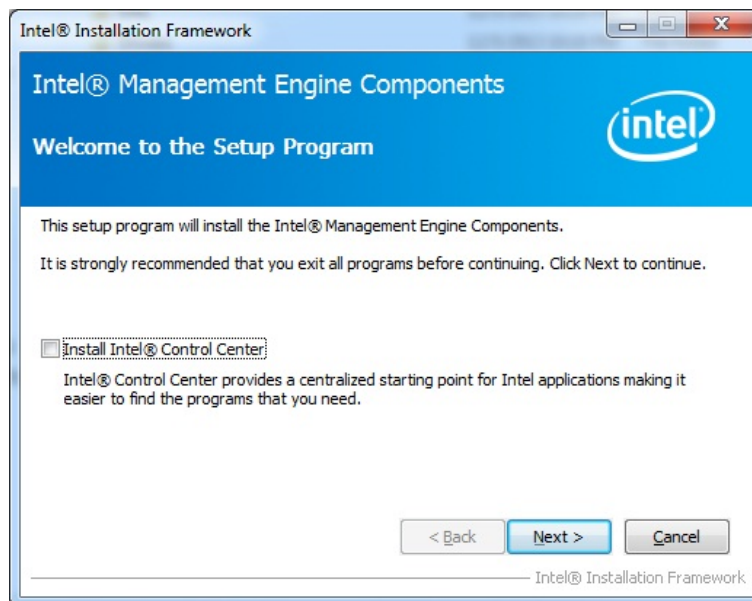 Intel® Installation Framework
Intel® Management Engine Components
intel
Welcome to the Setup Program
This setup program will install the Intel® Management Engine Components.
It is strongly recommended that you exit all programs before continuing. Click Next to continue.
Install Intel® Control Center
Intel® Control Center provides a centralized starting point for Intel applications making it
easier to find the programs that you need.
< Back Next > Cancel
Intel® Installation Framework